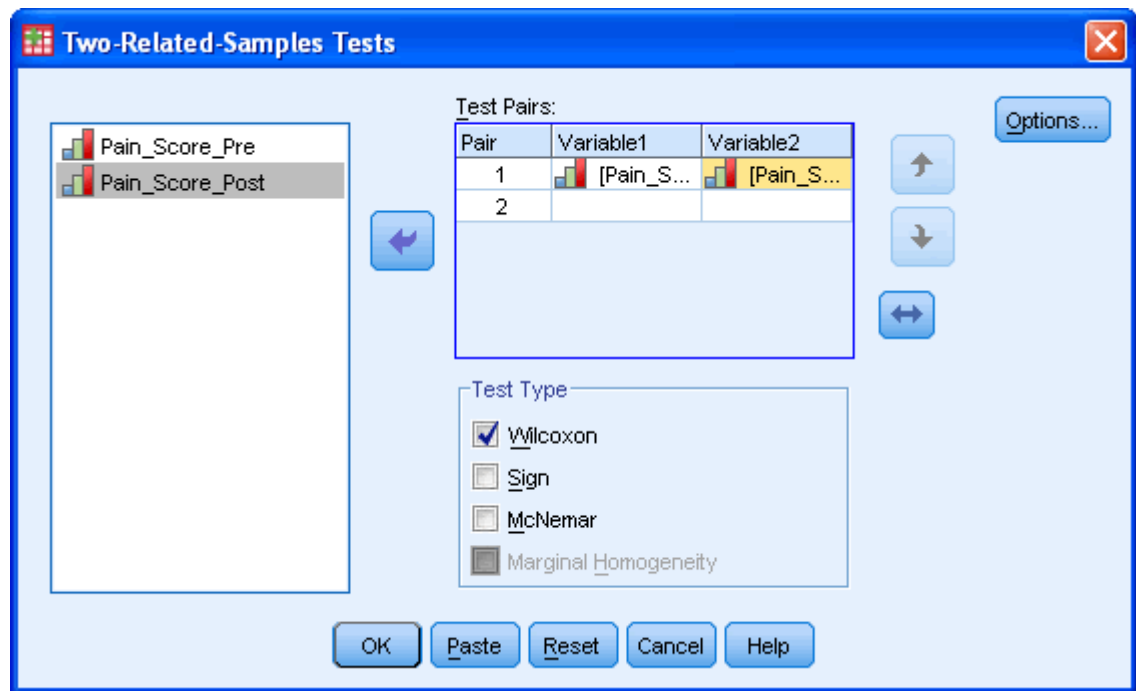 Two-Related-Samples Tests
Pain_Score_Pre
Pain_Score_Post
Test Pairs:
Pair Variable1 Variable2
1 [Pain_S... [Pain_S...
2
Options...
Test Type
Wilcoxon
Sign
McNemar
Marginal Homogeneity
OK Paste Reset Cancel Help